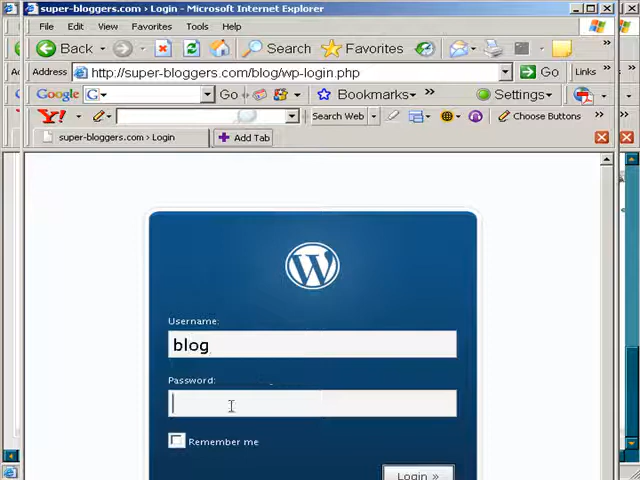 super-bloggers.com › Login - Microsoft Internet Explorer
File Edit View Favorites Tools Help
Back Search Favorites
Address http://super-bloggers.com/blog/wp-login.php Go Links
Google G Go Bookmarks Settings
Y! Search Web Choose Buttons
super-bloggers.com › Login Add Tab
W
Username:
blog
Password:
Remember me
Login »